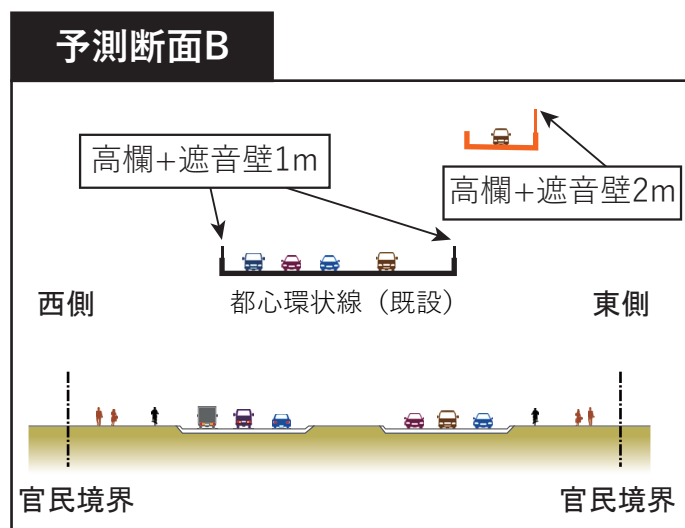 予測断面B
高欄+遮音壁1m
高欄+遮音壁2m
都心環状線（既設）
西側
東側
官民境界
官民境界